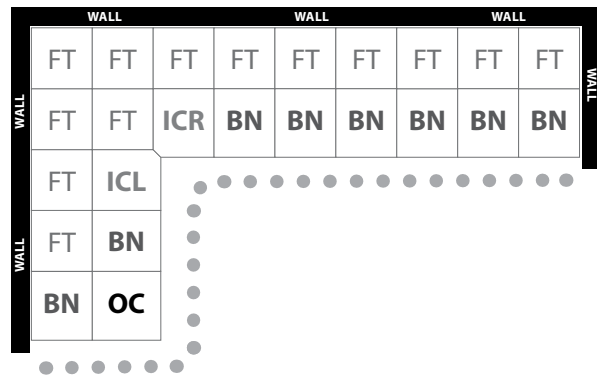 WALL WALL WALL
FT FT FT FT FT FT FT FT FT
WALL
WALL
FT FT ICR BN BN BN BN BN BN
FT ICL
WALL
FT BN
BN OC